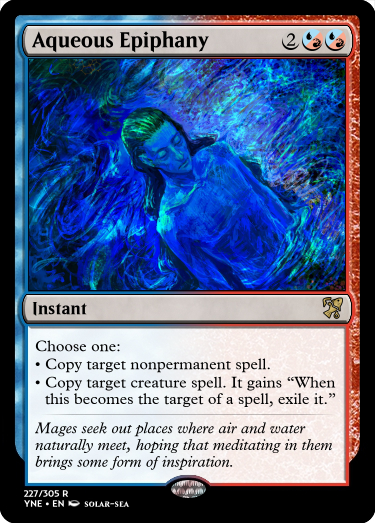 Aqueous Epiphany 2
Instant
Choose one:
• Copy target nonpermanent spell.
• Copy target creature spell. It gains “When
this becomes the target of a spell, exile it.”
Mages seek out places where air and water
naturally meet, hoping that meditating in them
brings some form of inspiration.
227/305 R
YNE • EN SOLAR-SEA